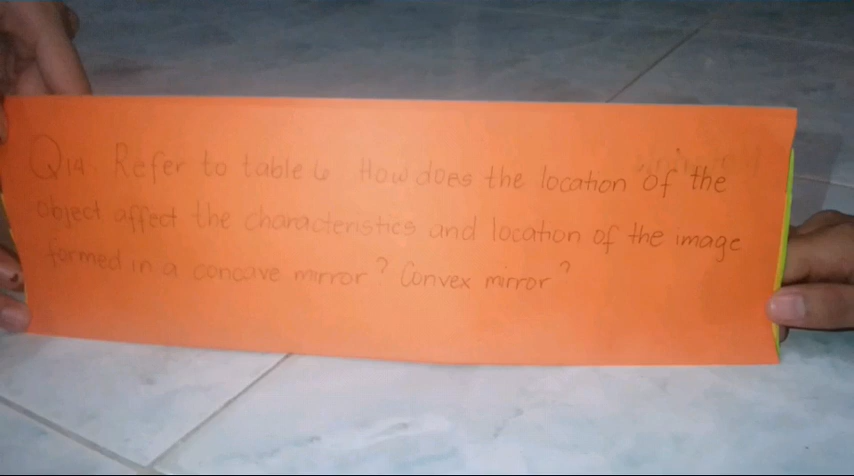 Q14. Refer to table 6 How does the location of the
object affect the characteristics and location of the image
formed in a concave mirror? Convex mirror?